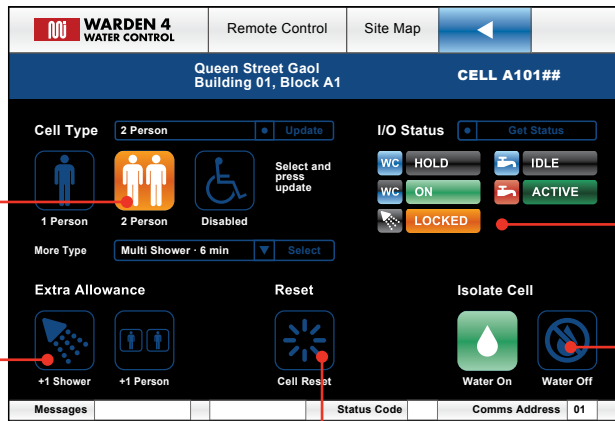 WARDEN 4
WATER CONTROL
Remote Control
Site Map
Queen Street Gaol
Building 01, Block A1
CELL A101##
Cell Type
2 Person
Update
I/O Status
Get Status
Select and
press
update
WC HOLD
IDLE
WC ON
ACTIVE
LOCKED
1 Person
2 Person
Disabled
More Type
Multi Shower · 6 min
Select
Extra Allowance
Reset
Isolate Cell
+1 Shower
+1 Person
Cell Reset
Water On
Water Off
Messages
Status Code
Comms Address
01